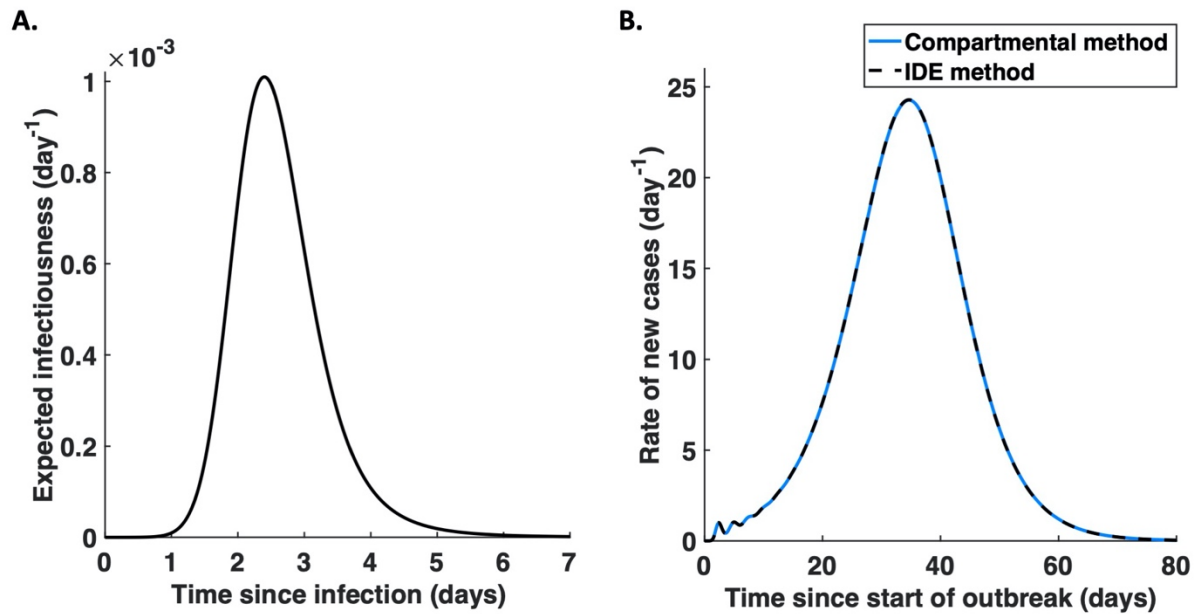 A.
×10⁻³
1
0.8
0.6
0.4
0.2
0
0 1 2 3 4 5 6 7
Expected infectiousness (day⁻¹)
Time since infection (days)
B.
Compartmental method
IDE method
25
20
15
10
5
0
0 20 40 60 80
Rate of new cases (day⁻¹)
Time since start of outbreak (days)